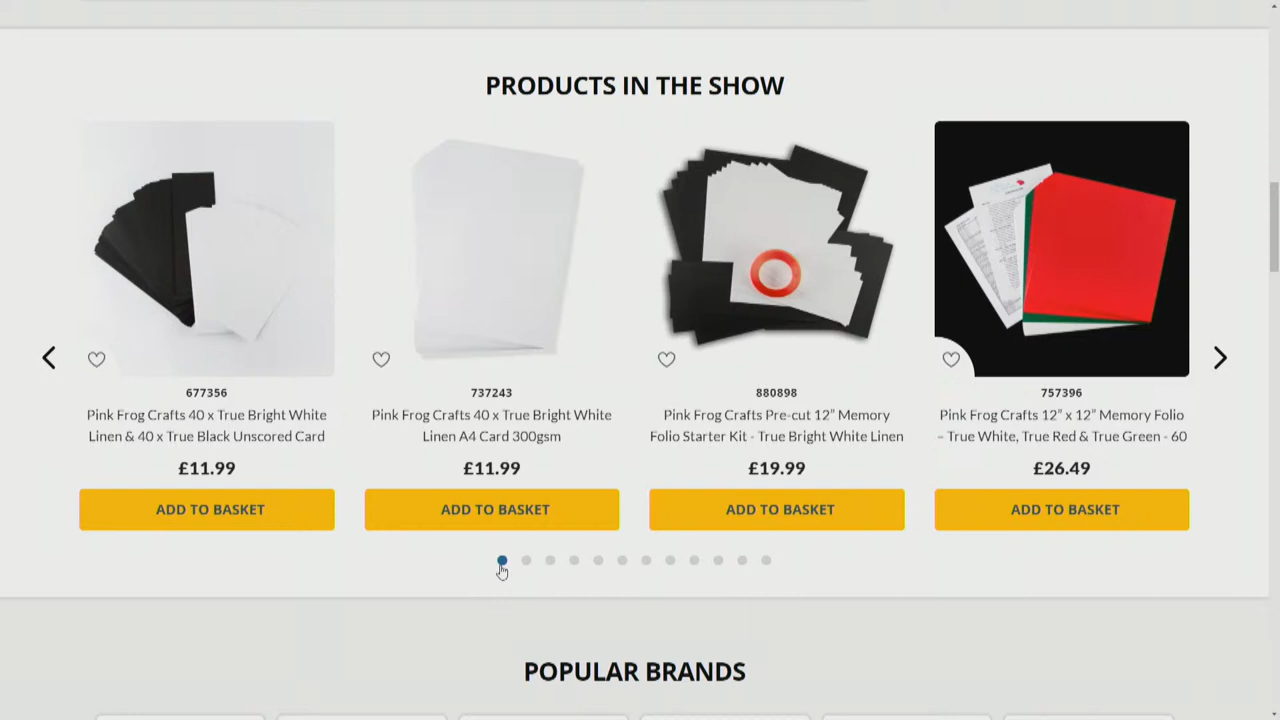 PRODUCTS IN THE SHOW
677356
Pink Frog Crafts 40 x True Bright White
Linen & 40 x True Black Unscored Card
£11.99
ADD TO BASKET
737243
Pink Frog Crafts 40 x True Bright White
Linen A4 Card 300gsm
£11.99
ADD TO BASKET
880898
Pink Frog Crafts Pre-cut 12” Memory
Folio Starter Kit - True Bright White Linen
£19.99
ADD TO BASKET
757396
Pink Frog Crafts 12” x 12” Memory Folio
– True White, True Red & True Green - 60
£26.49
ADD TO BASKET
POPULAR BRANDS